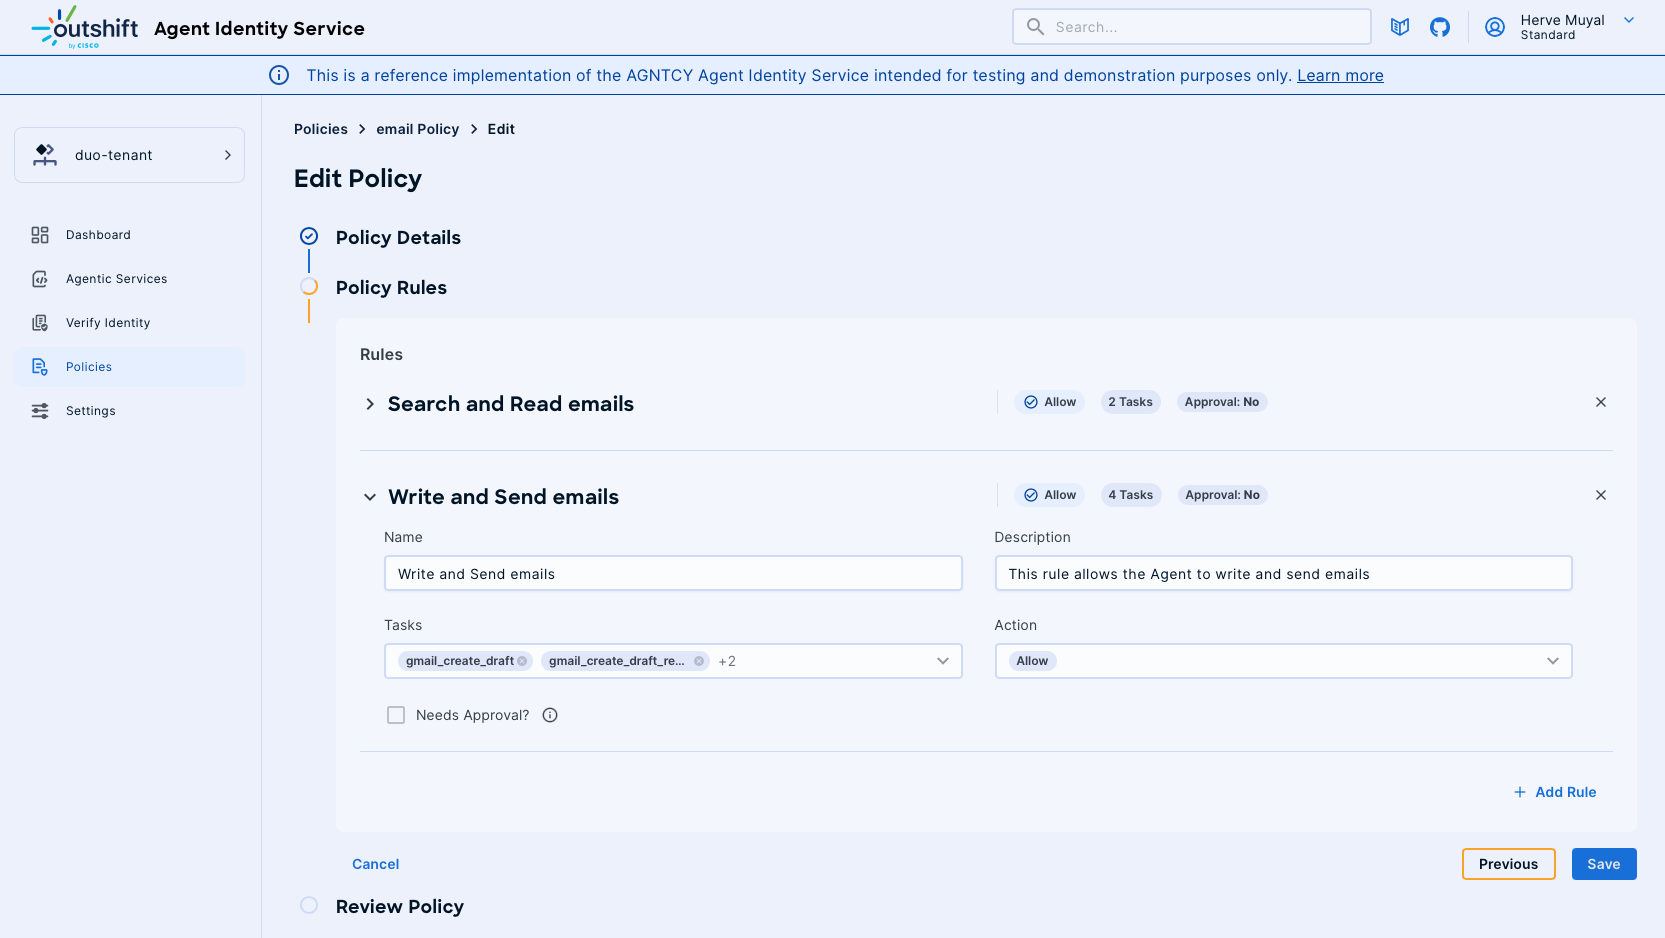 outshift
by CISCO
Agent Identity Service
Search...
Herve Muyal
Standard
This is a reference implementation of the AGNTCY Agent Identity Service intended for testing and demonstration purposes only. Learn more
duo-tenant
Dashboard
Agentic Services
Verify Identity
Policies
Settings
Policies > email Policy > Edit
Edit Policy
Policy Details
Policy Rules
Rules
Search and Read emails
Allow
2 Tasks
Approval: No
Write and Send emails
Allow
4 Tasks
Approval: No
Name
Description
Write and Send emails
This rule allows the Agent to write and send emails
Tasks
Action
gmail_create_draft
gmail_create_draft_re...
+2
Allow
Needs Approval?
+ Add Rule
Cancel
Previous
Save
Review Policy